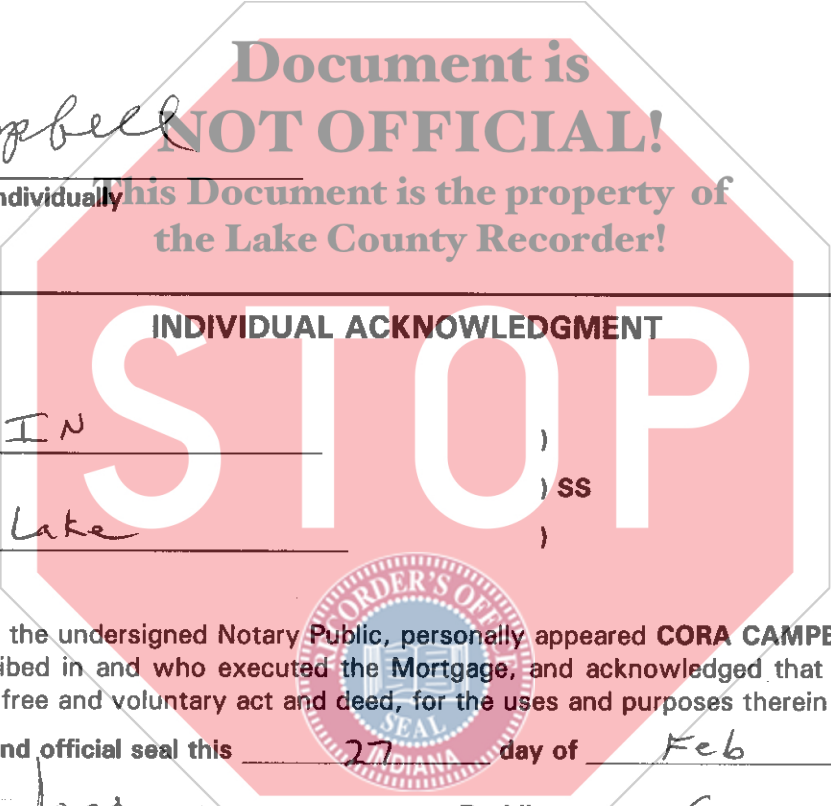 Document is
NOT OFFICIAL!
This Document is the property of
the Lake County Recorder!
pbell
ndividually
INDIVIDUAL ACKNOWLEDGMENT
STOP
IN )
) SS
Lake )
RECORDER'S OFFICE
the undersigned Notary Public, personally appeared CORA CAMPBE
ibed in and who executed the Mortgage, and acknowledged that
free and voluntary act and deed, for the uses and purposes therein
SEAL
nd official seal this 27 day of Feb
INDIANA